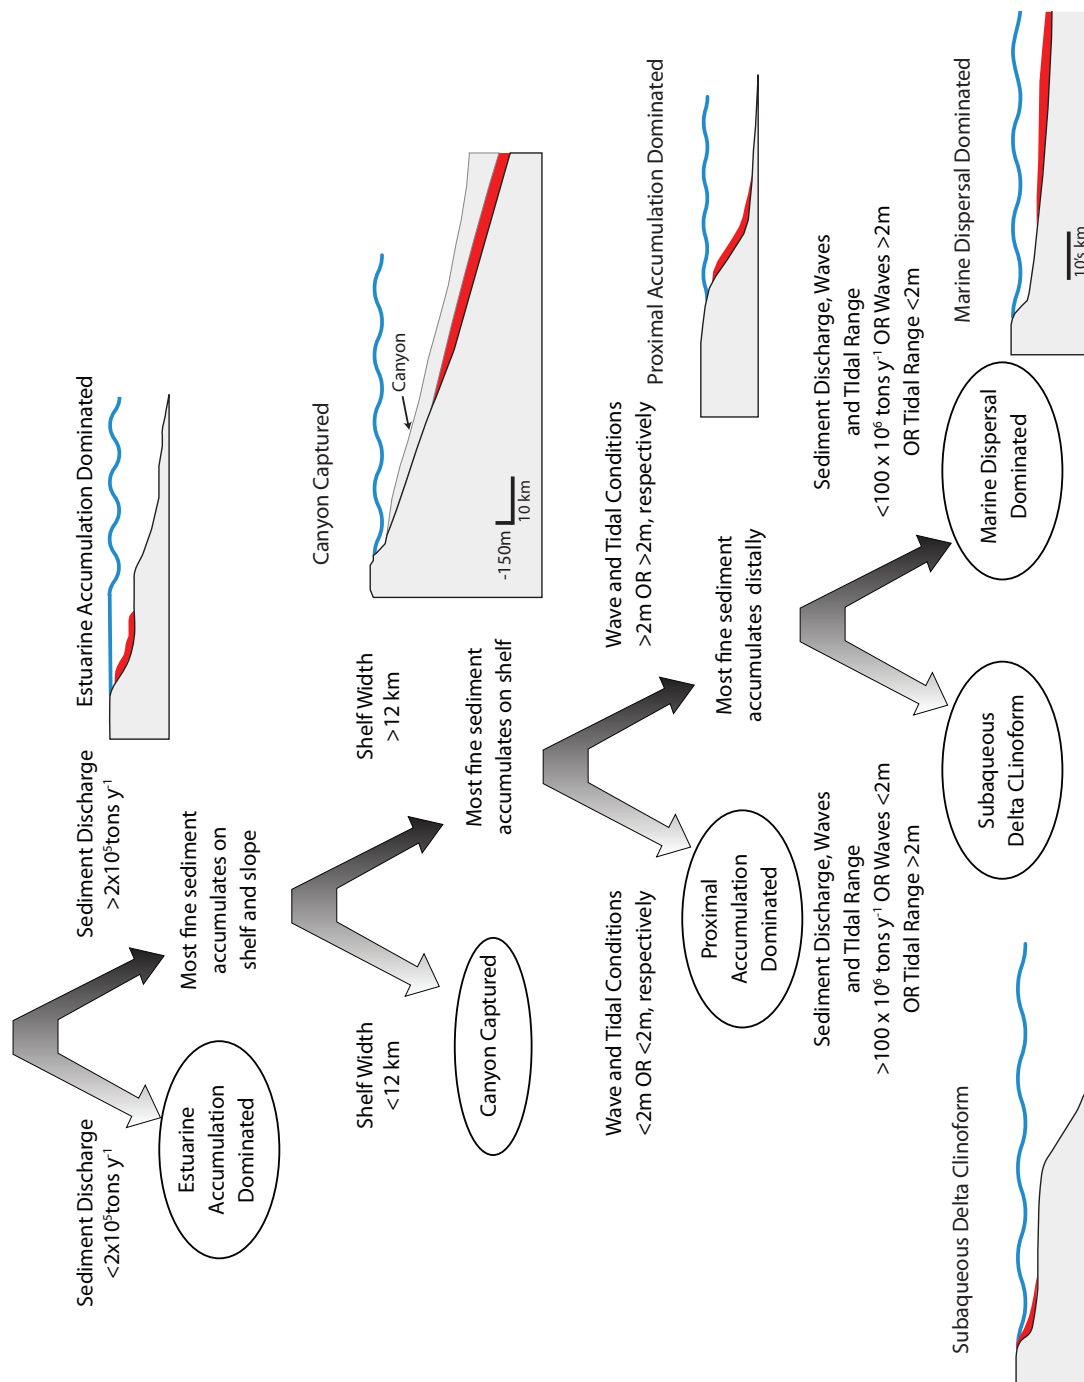 Sediment Discharge
<2x10⁵tons y⁻¹
Sediment Discharge
>2x10⁵tons y⁻¹
Estuarine Accumulation Dominated
Estuarine
Accumulation
Dominated
Most fine sediment
accumulates on
shelf and slope
Canyon Captured
Canyon
-150m
10 km
Shelf Width
<12 km
Shelf Width
>12 km
Canyon Captured
Most fine sediment
accumulates on shelf
Wave and Tidal Conditions
<2m OR <2m, respectively
Wave and Tidal Conditions
>2m OR >2m, respectively
Proximal Accumulation Dominated
Proximal
Accumulation
Dominated
Most fine sediment
accumulates distally
Sediment Discharge, Waves
and TIdal Range
>100 x 10⁶ tons y⁻¹ OR Waves <2m
OR Tidal Range >2m
Sediment Discharge, Waves
and TIdal Range
<100 x 10⁶ tons y⁻¹ OR Waves >2m
OR Tidal Range <2m
Subaqueous Delta Clinoform
Subaqueous
Delta CLinoform
Marine Dispersal
Dominated
Marine Dispersal Dominated
10's km